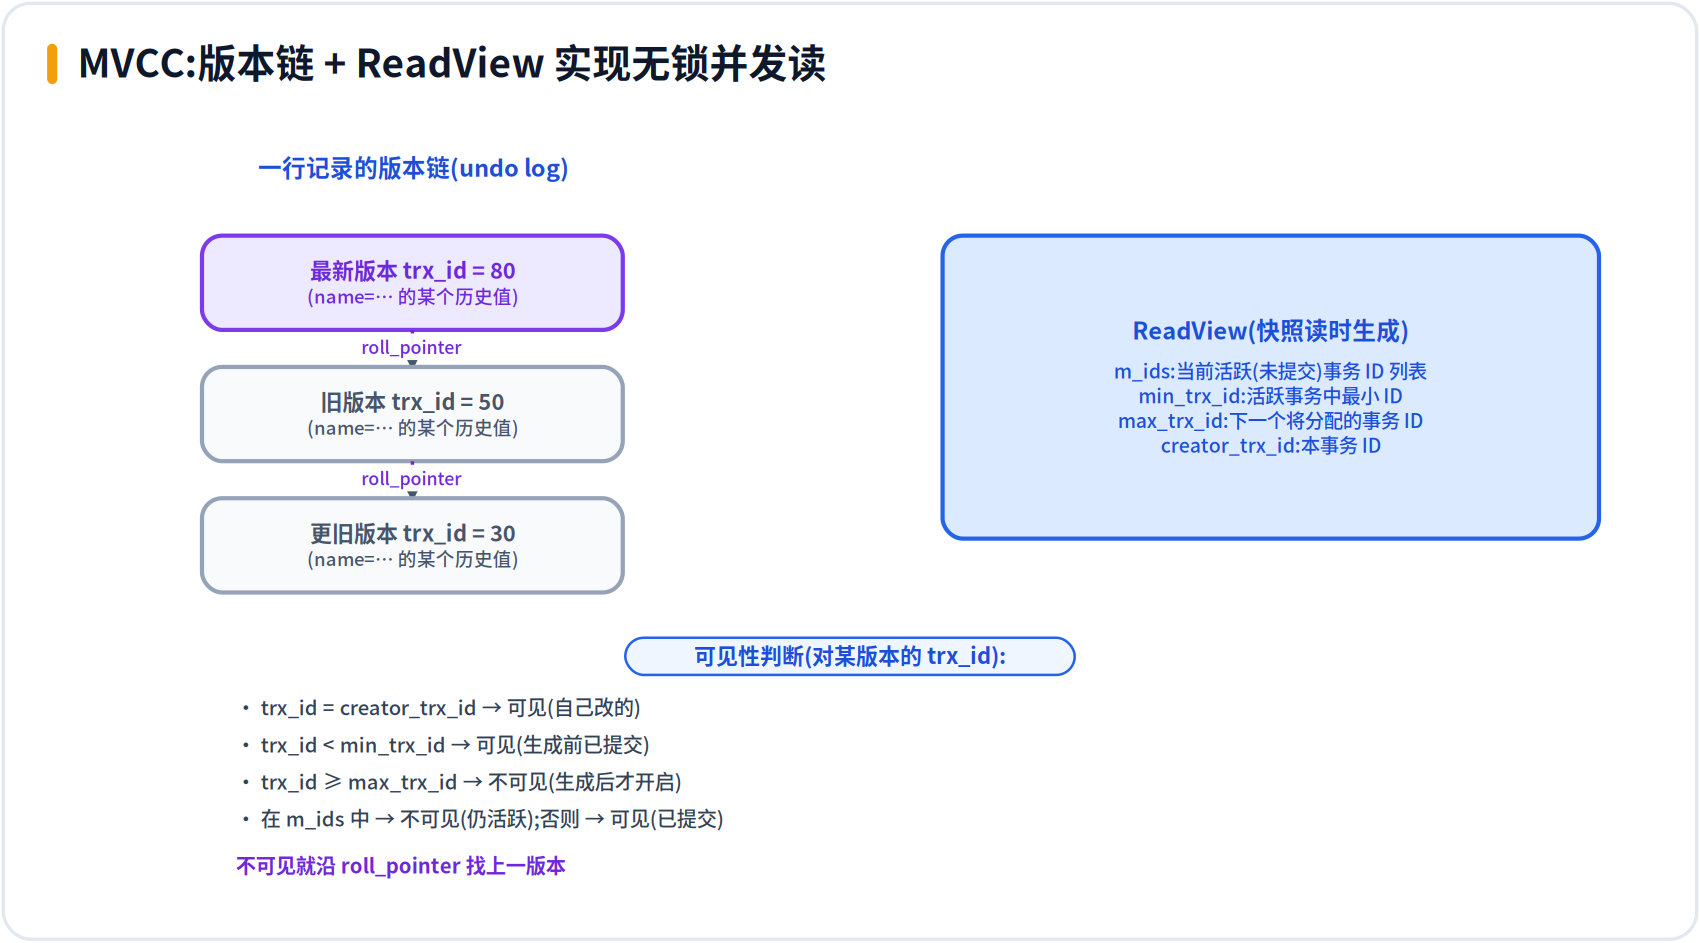 MVCC:版本链 + ReadView 实现无锁并发读
一行记录的版本链(undo log)
最新版本 trx_id = 80
(name=… 的某个历史值)
roll_pointer
旧版本 trx_id = 50
(name=… 的某个历史值)
roll_pointer
更旧版本 trx_id = 30
(name=… 的某个历史值)
ReadView(快照读时生成)
m_ids:当前活跃(未提交)事务 ID 列表
min_trx_id:活跃事务中最小 ID
max_trx_id:下一个将分配的事务 ID
creator_trx_id:本事务 ID
可见性判断(对某版本的 trx_id):
• trx_id = creator_trx_id → 可见(自己改的)
• trx_id < min_trx_id → 可见(生成前已提交)
• trx_id ≥ max_trx_id → 不可见(生成后才开启)
• 在 m_ids 中 → 不可见(仍活跃);否则 → 可见(已提交)
不可见就沿 roll_pointer 找上一版本